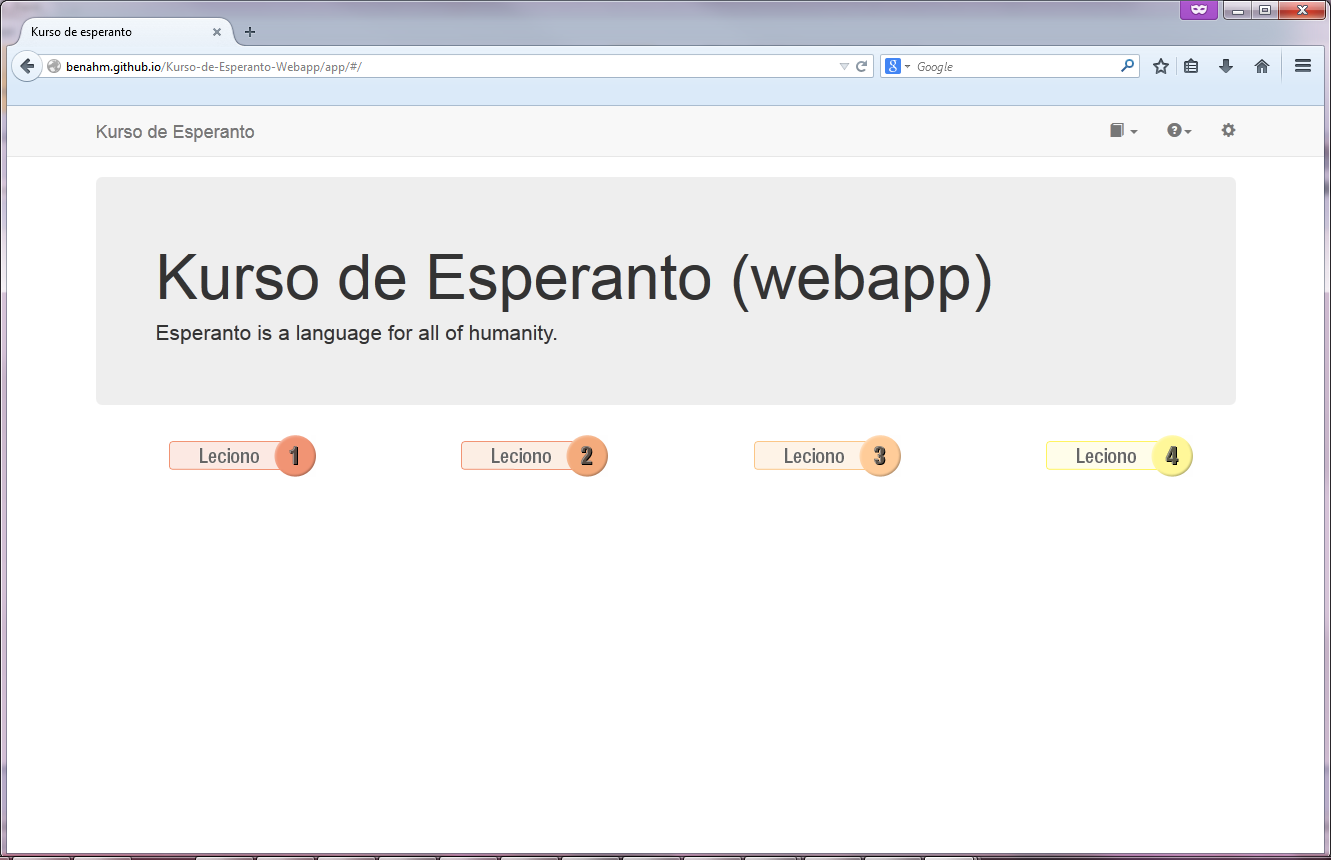 Kurso de esperanto
benahm.github.io/Kurso-de-Esperanto-Webapp/app/#/
8 Google
Kurso de Esperanto
Kurso de Esperanto (webapp)
Esperanto is a language for all of humanity.
Leciono 1
Leciono 2
Leciono 3
Leciono 4